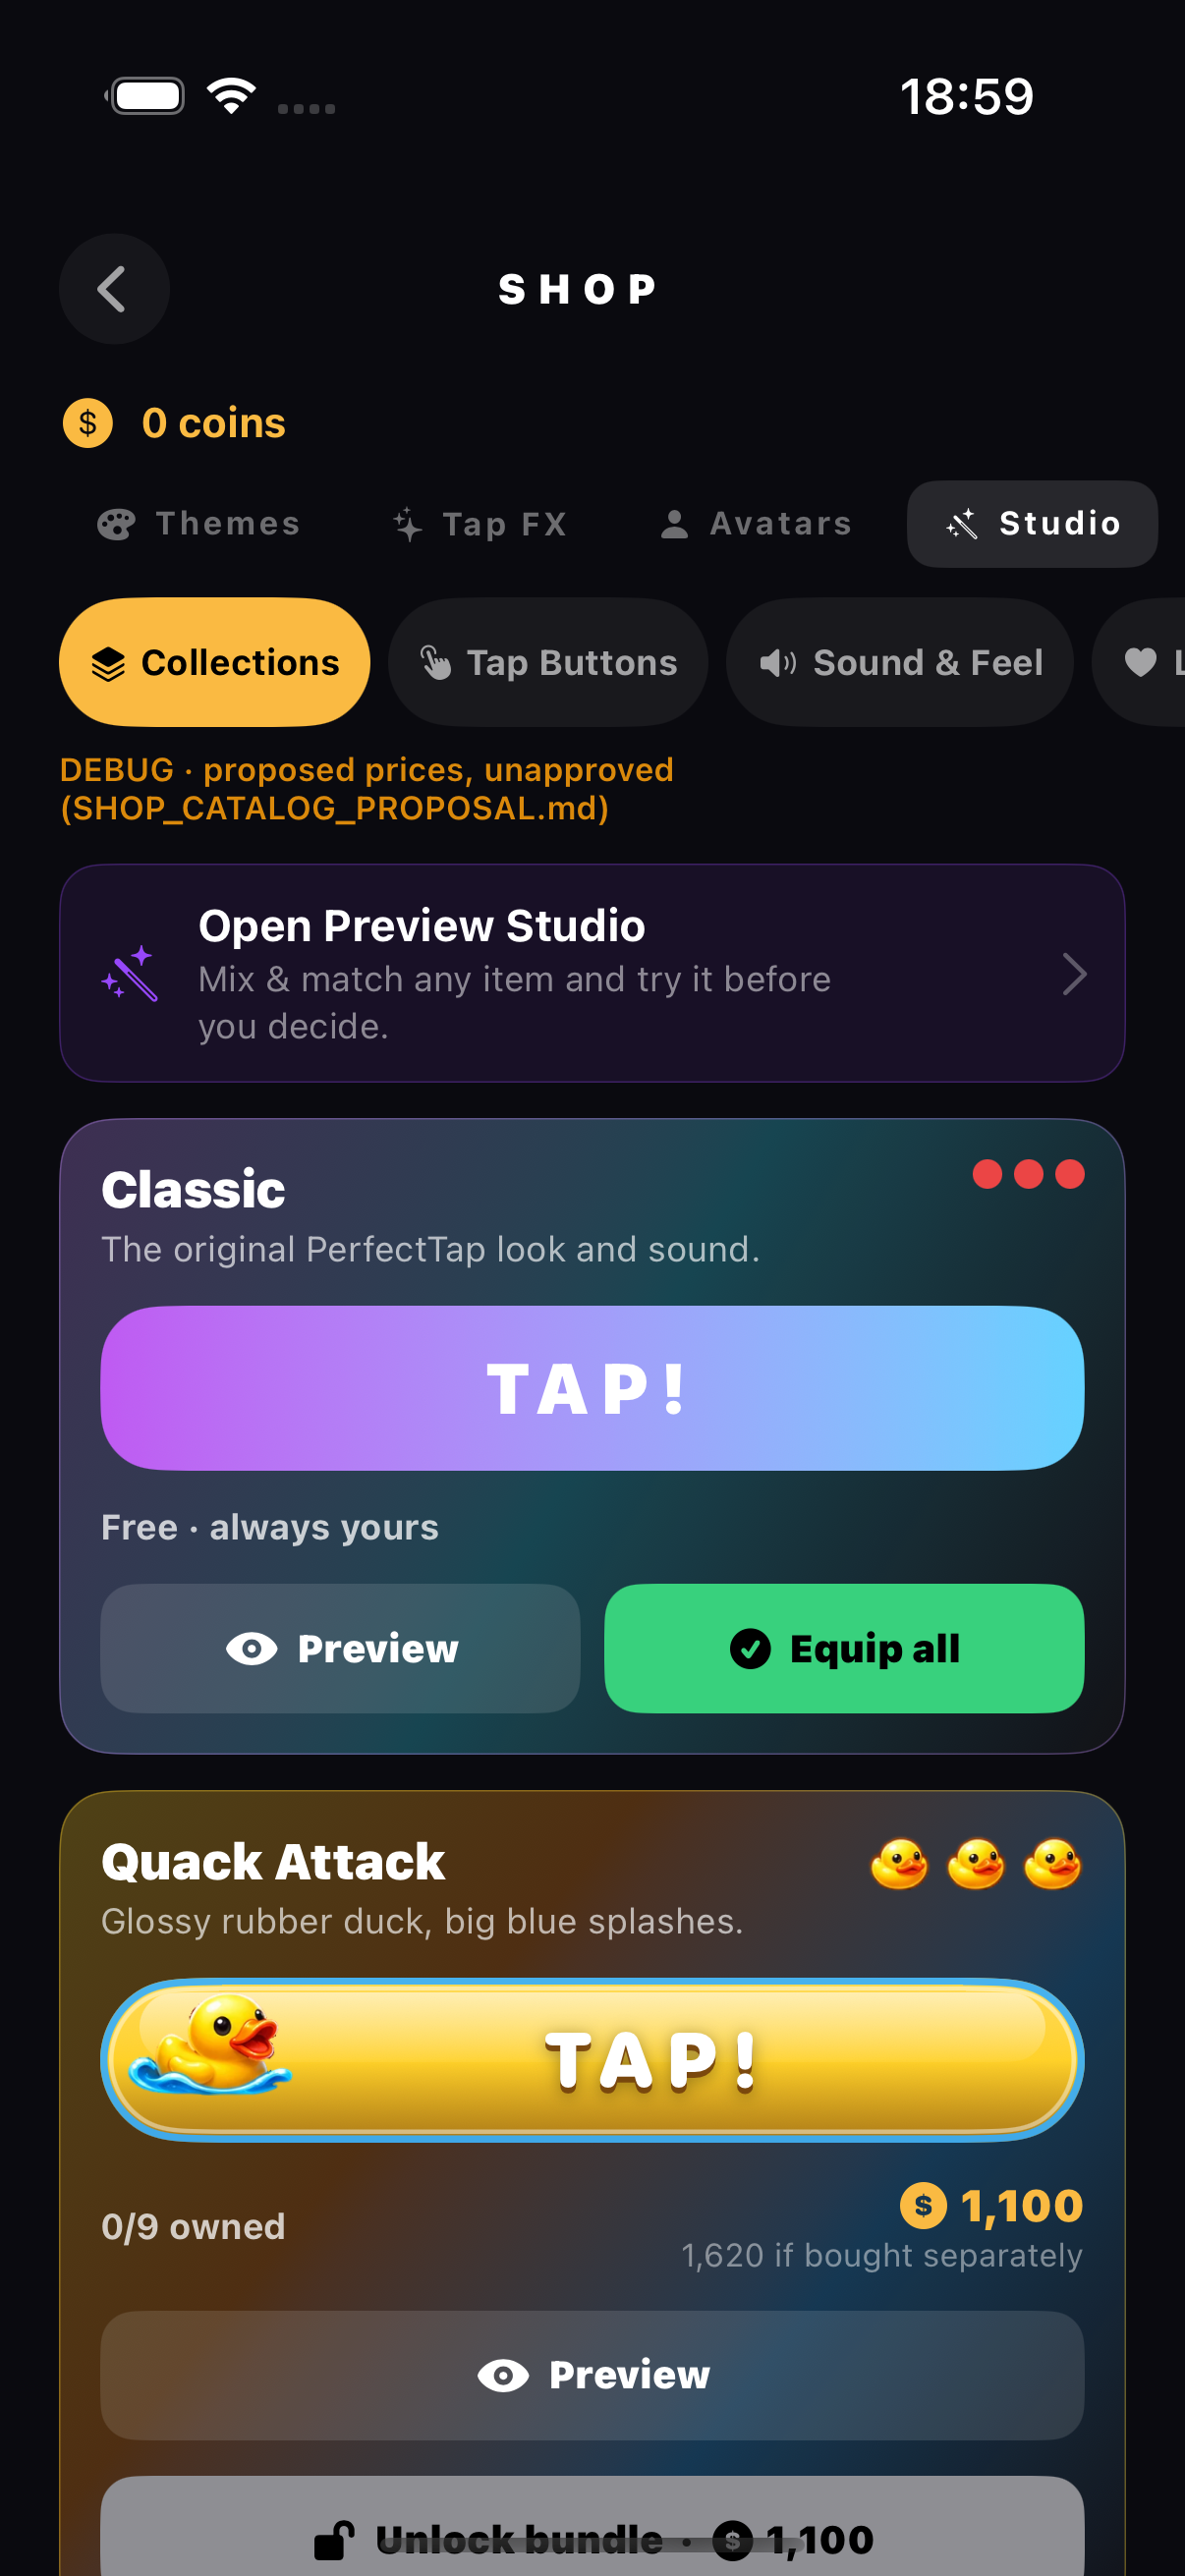 18:59
SHOP
0 coins
Themes Tap FX Avatars Studio
Collections Tap Buttons Sound & Feel L
DEBUG · proposed prices, unapproved
(SHOP_CATALOG_PROPOSAL.md)
Open Preview Studio
Mix & match any item and try it before
you decide.
Classic
The original PerfectTap look and sound.
TAP!
Free · always yours
Preview Equip all
Quack Attack
Glossy rubber duck, big blue splashes.
TAP!
0/9 owned
$ 1,100
1,620 if bought separately
Preview
Unlock bundle · $ 1,100